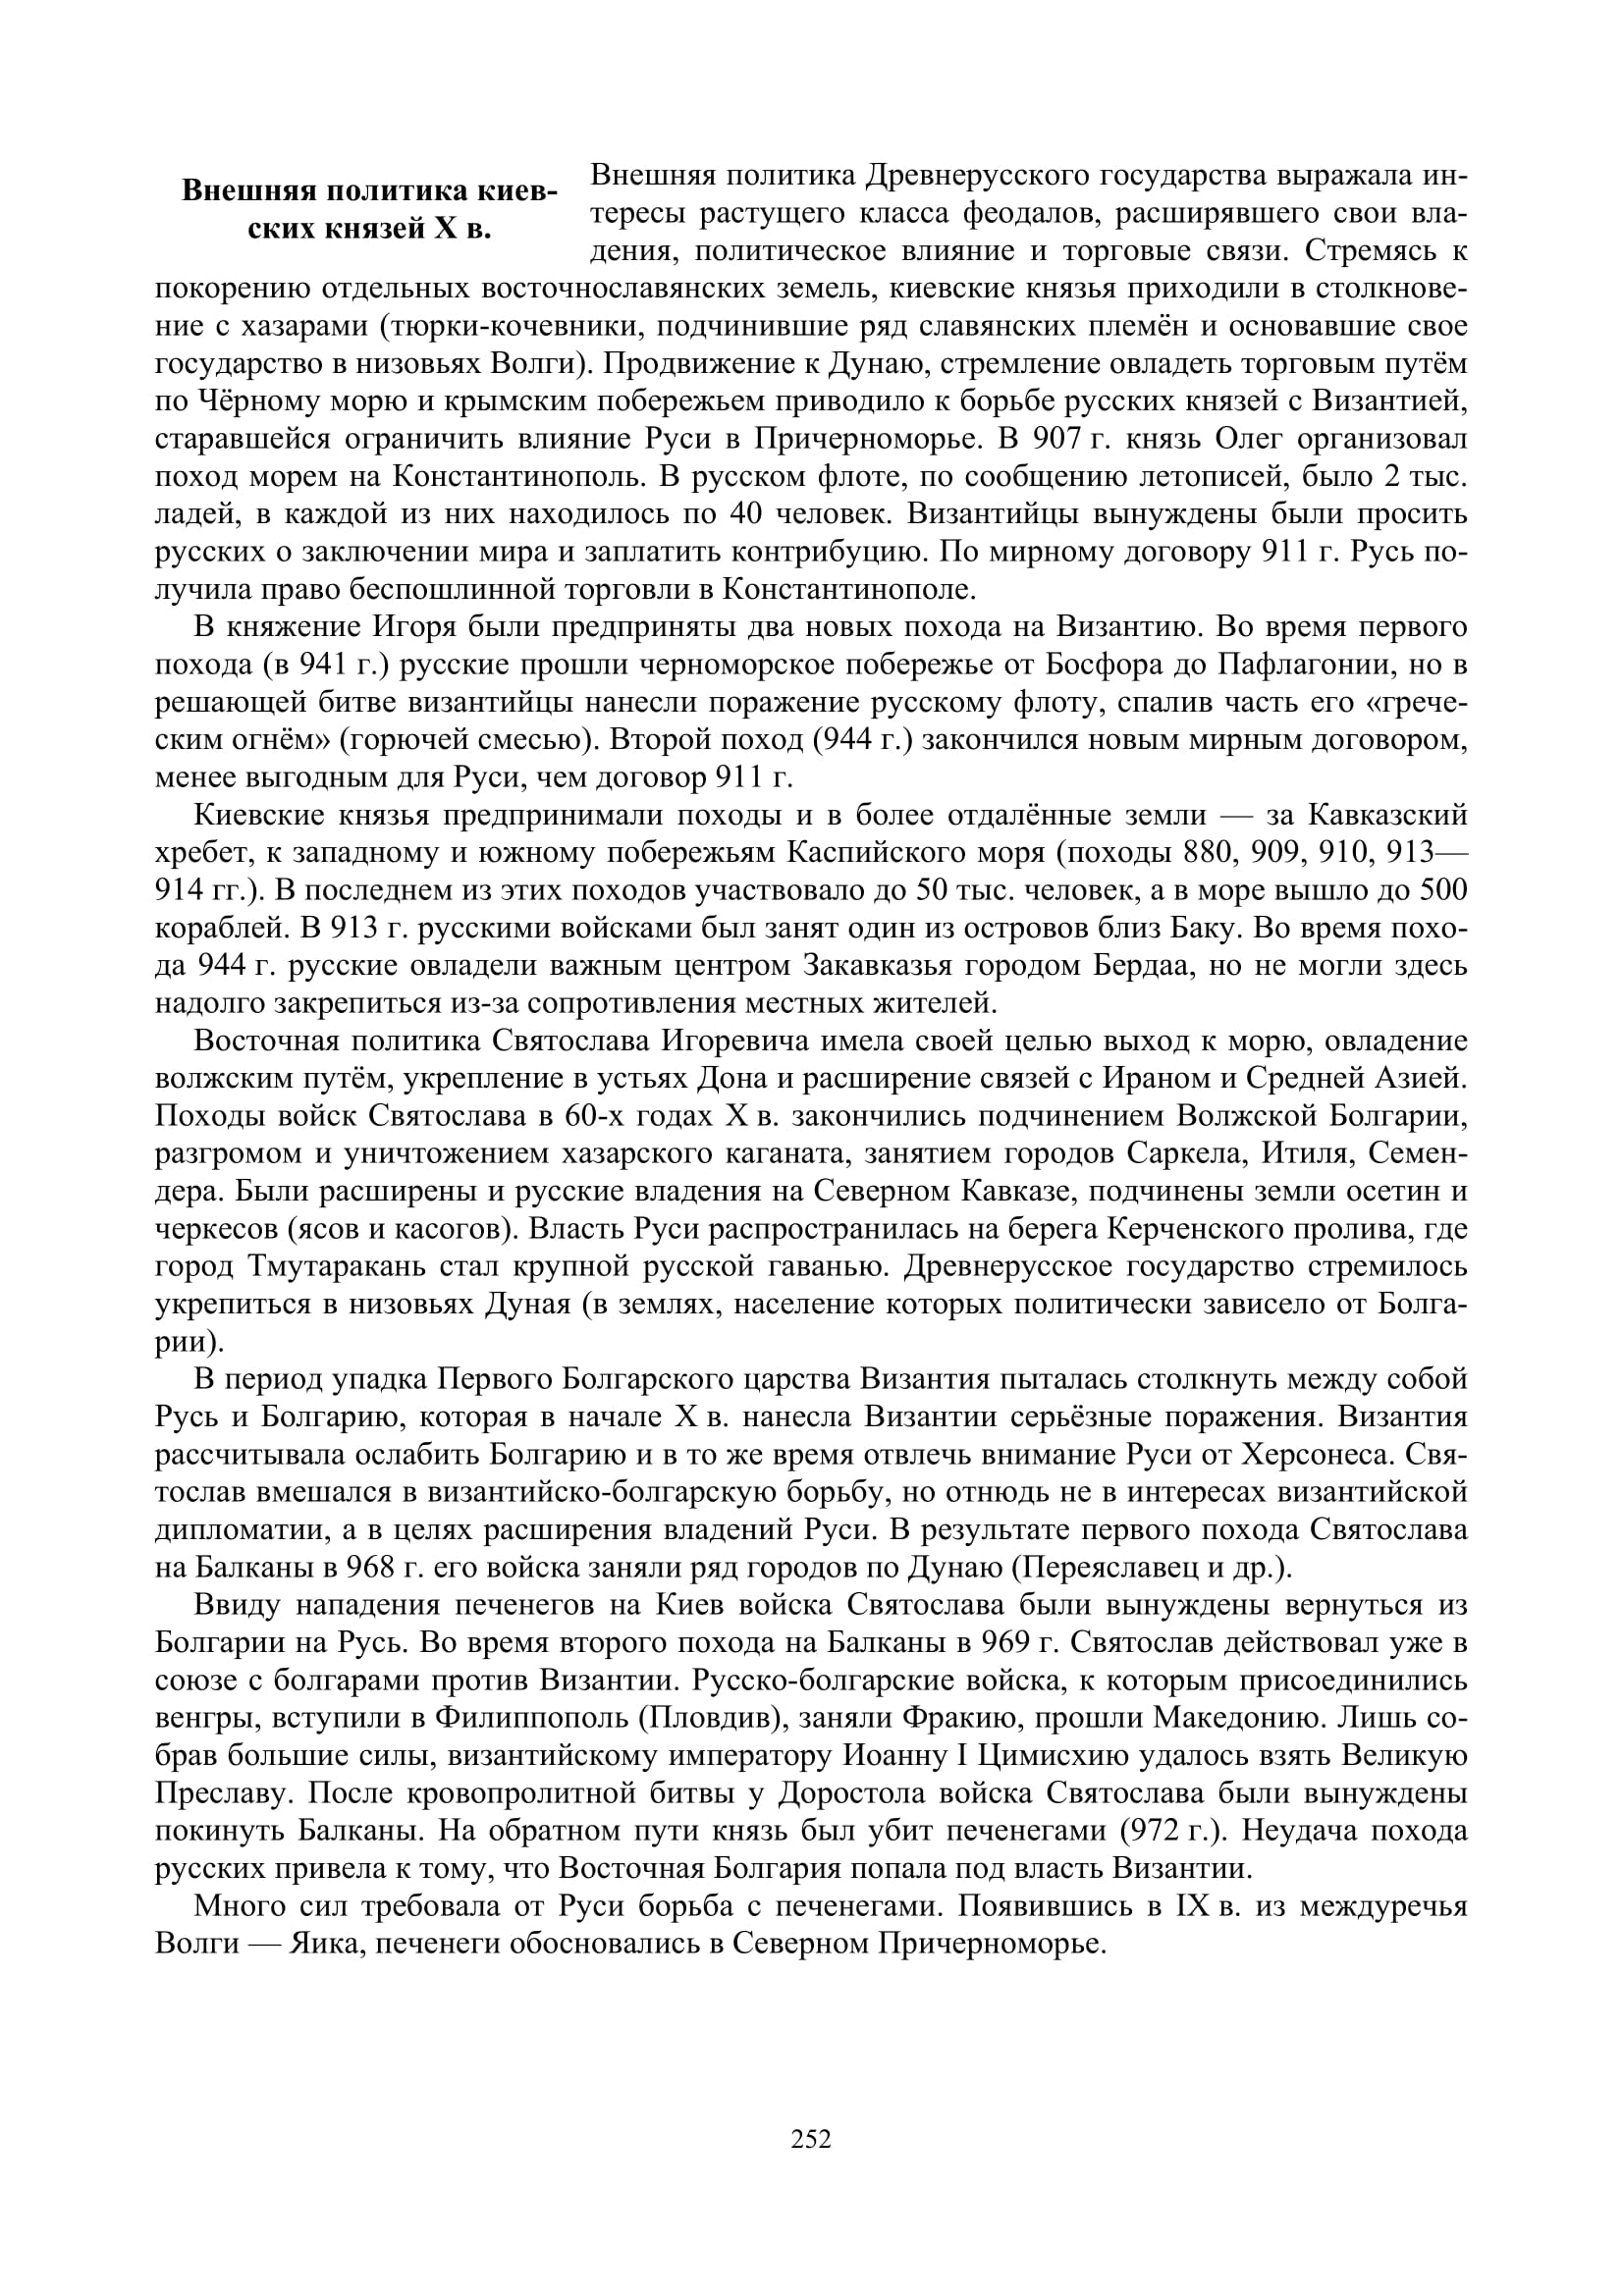 Внешняя политика киев-
ских князей X в.
Внешняя политика Древнерусского государства выражала ин-
тересы растущего класса феодалов, расширявшего свои вла-
дения, политическое влияние и торговые связи. Стремясь к
покорению отдельных восточнославянских земель, киевские князья приходили в столкнове-
ние с хазарами (тюрки-кочевники, подчинившие ряд славянских племён и основавшие свое
государство в низовьях Волги). Продвижение к Дунаю, стремление овладеть торговым путём
по Чёрному морю и крымским побережьем приводило к борьбе русских князей с Византией,
старавшейся ограничить влияние Руси в Причерноморье. В 907 г. князь Олег организовал
поход морем на Константинополь. В русском флоте, по сообщению летописей, было 2 тыс.
ладей, в каждой из них находилось по 40 человек. Византийцы вынуждены были просить
русских о заключении мира и заплатить контрибуцию. По мирному договору 911 г. Русь по-
лучила право беспошлинной торговли в Константинополе.
В княжение Игоря были предприняты два новых похода на Византию. Во время первого
похода (в 941 г.) русские прошли черноморское побережье от Босфора до Пафлагонии, но в
решающей битве византийцы нанесли поражение русскому флоту, спалив часть его «грече-
ским огнём» (горючей смесью). Второй поход (944 г.) закончился новым мирным договором,
менее выгодным для Руси, чем договор 911 г.
Киевские князья предпринимали походы и в более отдалённые земли — за Кавказский
хребет, к западному и южному побережьям Каспийского моря (походы 880, 909, 910, 913—
914 гг.). В последнем из этих походов участвовало до 50 тыс. человек, а в море вышло до 500
кораблей. В 913 г. русскими войсками был занят один из островов близ Баку. Во время похо-
да 944 г. русские овладели важным центром Закавказья городом Бердаа, но не могли здесь
надолго закрепиться из-за сопротивления местных жителей.
Восточная политика Святослава Игоревича имела своей целью выход к морю, овладение
волжским путём, укрепление в устьях Дона и расширение связей с Ираном и Средней Азией.
Походы войск Святослава в 60-х годах X в. закончились подчинением Волжской Болгарии,
разгромом и уничтожением хазарского каганата, занятием городов Саркела, Итиля, Семен-
дера. Были расширены и русские владения на Северном Кавказе, подчинены земли осетин и
черкесов (ясов и касогов). Власть Руси распространилась на берега Керченского пролива, где
город Тмутаракань стал крупной русской гаванью. Древнерусское государство стремилось
укрепиться в низовьях Дуная (в землях, население которых политически зависело от Болга-
рии).
В период упадка Первого Болгарского царства Византия пыталась столкнуть между собой
Русь и Болгарию, которая в начале X в. нанесла Византии серьёзные поражения. Византия
рассчитывала ослабить Болгарию и в то же время отвлечь внимание Руси от Херсонеса. Свя-
тослав вмешался в византийско-болгарскую борьбу, но отнюдь не в интересах византийской
дипломатии, а в целях расширения владений Руси. В результате первого похода Святослава
на Балканы в 968 г. его войска заняли ряд городов по Дунаю (Переяславец и др.).
Ввиду нападения печенегов на Киев войска Святослава были вынуждены вернуться из
Болгарии на Русь. Во время второго похода на Балканы в 969 г. Святослав действовал уже в
союзе с болгарами против Византии. Русско-болгарские войска, к которым присоединились
венгры, вступили в Филиппополь (Пловдив), заняли Фракию, прошли Македонию. Лишь со-
брав большие силы, византийскому императору Иоанну I Цимисхию удалось взять Великую
Преславу. После кровопролитной битвы у Доростола войска Святослава были вынуждены
покинуть Балканы. На обратном пути князь был убит печенегами (972 г.). Неудача похода
русских привела к тому, что Восточная Болгария попала под власть Византии.
Много сил требовала от Руси борьба с печенегами. Появившись в IX в. из междуречья
Волги — Яика, печенеги обосновались в Северном Причерноморье.
252